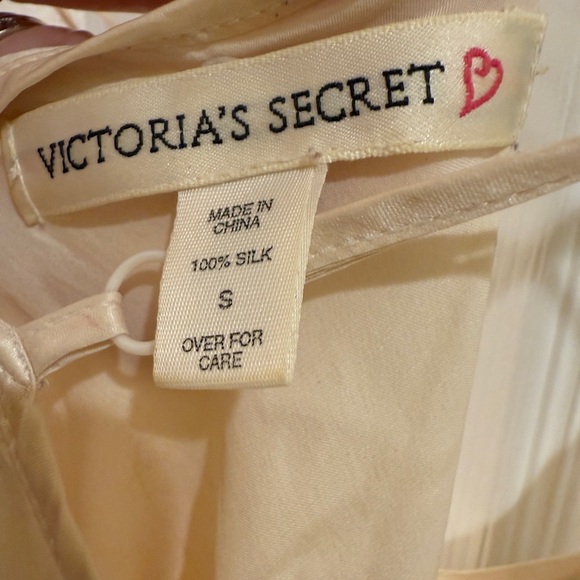 VICTORIA'S SECRET
MADE IN
CHINA
100% SILK
S
OVER FOR
CARE